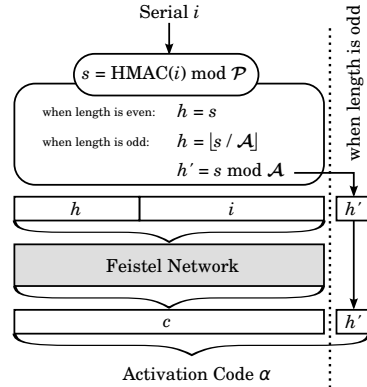 Serial i
s = HMAC(i) mod 𝒫
when length is even: h = s
when length is odd: h = ⌊s / 𝒜⌋
h′ = s mod 𝒜
when length is odd
h i h′
Feistel Network
c h′
Activation Code α